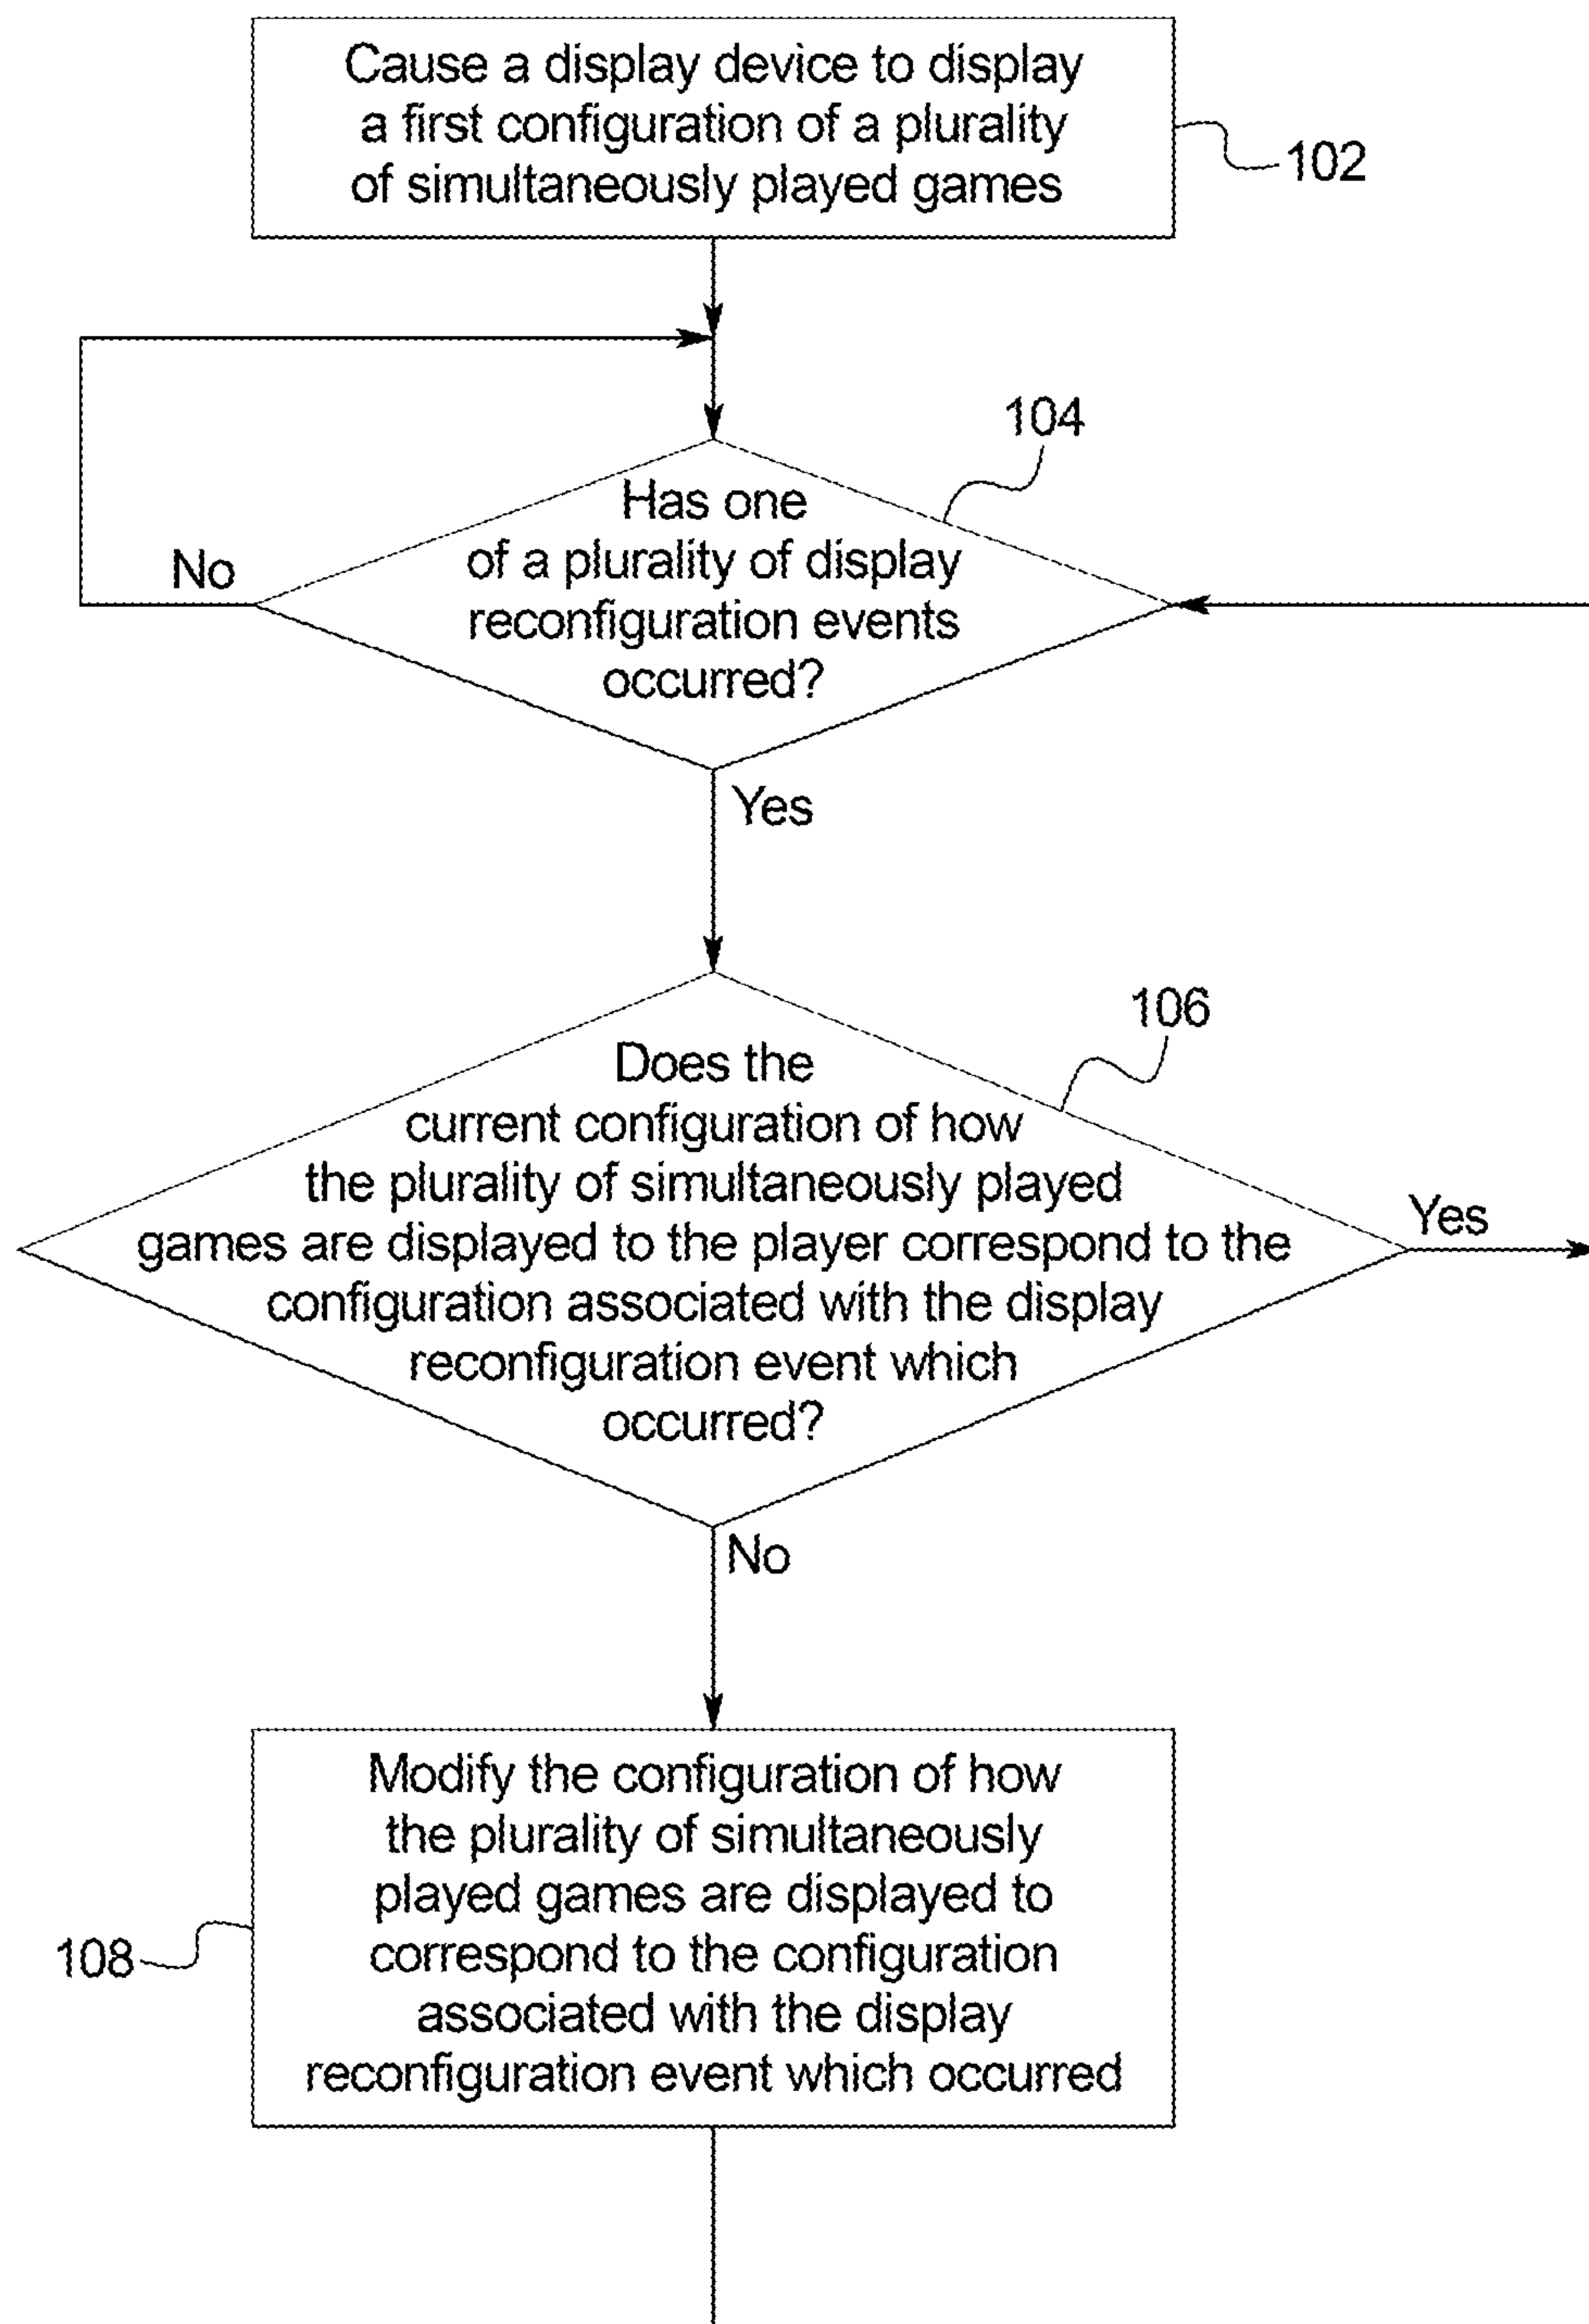 Cause a display device to display
a first configuration of a plurality
of simultaneously played games
102
104
Has one
of a plurality of display
reconfiguration events
occurred?
No
Yes
106
Does the
current configuration of how
the plurality of simultaneously played
games are displayed to the player correspond to the
configuration associated with the display
reconfiguration event which
occurred?
Yes
No
Modify the configuration of how
the plurality of simultaneously
played games are displayed to
correspond to the configuration
associated with the display
reconfiguration event which occurred
108